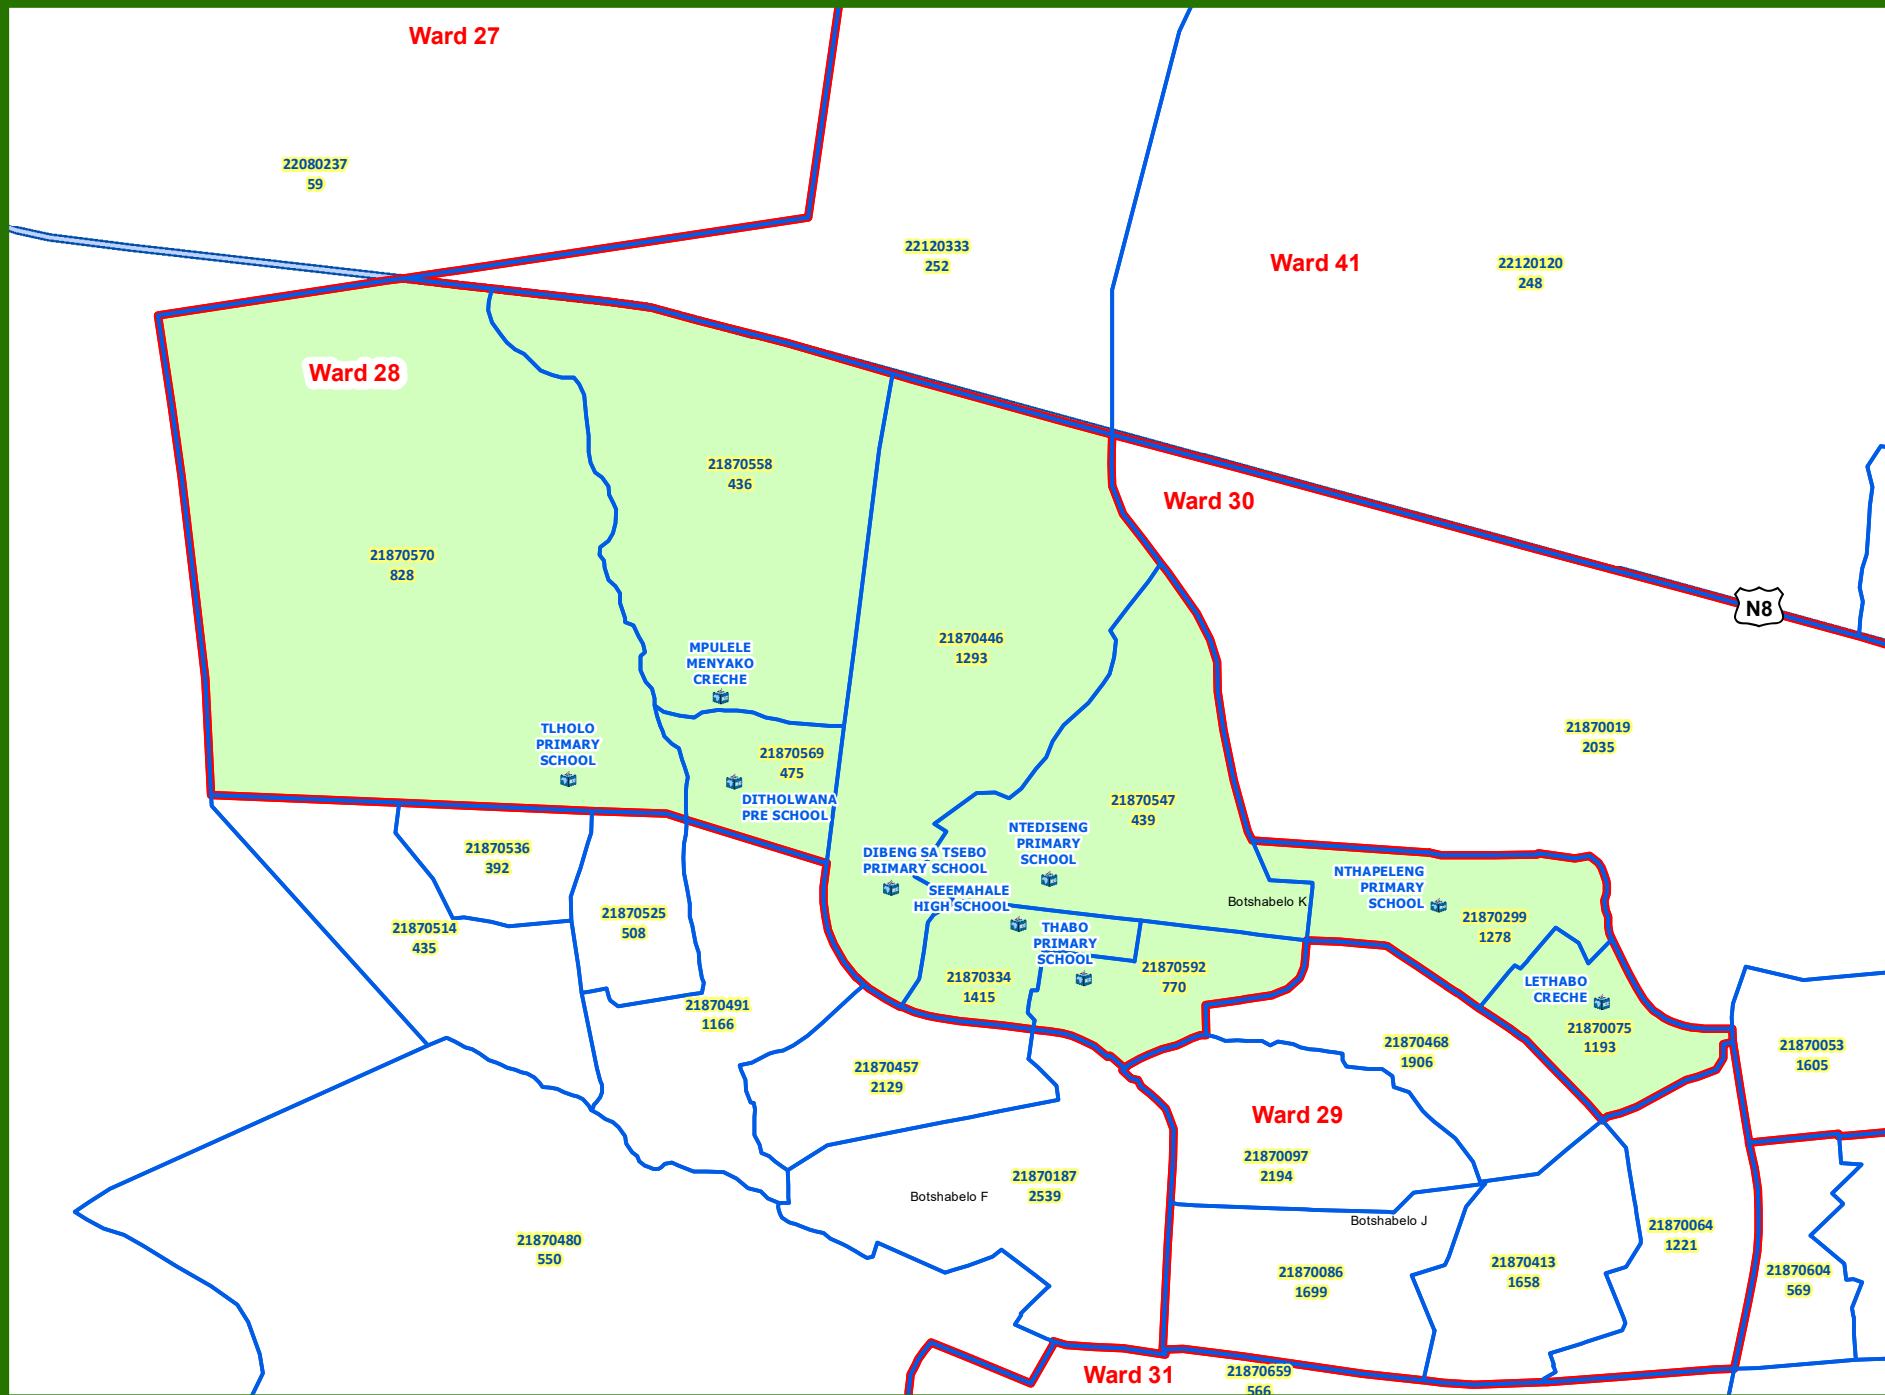 Ward 27
22080237
59
22120333
252
Ward 41
22120120
248
Ward 28
21870558
436
Ward 30
21870570
828
N8
21870446
1293
MPULELE
MENYAKO
CRECHE
21870019
2035
TLHOLO
PRIMARY
SCHOOL
21870569
475
DITHOLWANA
PRE SCHOOL
21870547
439
NTEDISENG
PRIMARY
SCHOOL
21870536
392
DIBENG SA TSEBO
PRIMARY SCHOOL
SEEMAHALE
HIGH SCHOOL
NTHAPELENG
PRIMARY
SCHOOL
Botshabelo K
21870299
1278
21870525
508
21870514
435
THABO
PRIMARY
SCHOOL
21870334
1415
21870592
770
LETHABO
CRECHE
21870491
1166
21870075
1193
21870468
1906
21870053
1605
21870457
2129
Ward 29
21870097
2194
21870187
2539
Botshabelo F
Botshabelo J
21870064
1221
21870480
550
21870413
1658
21870086
1699
21870604
569
Ward 31
21870659
566